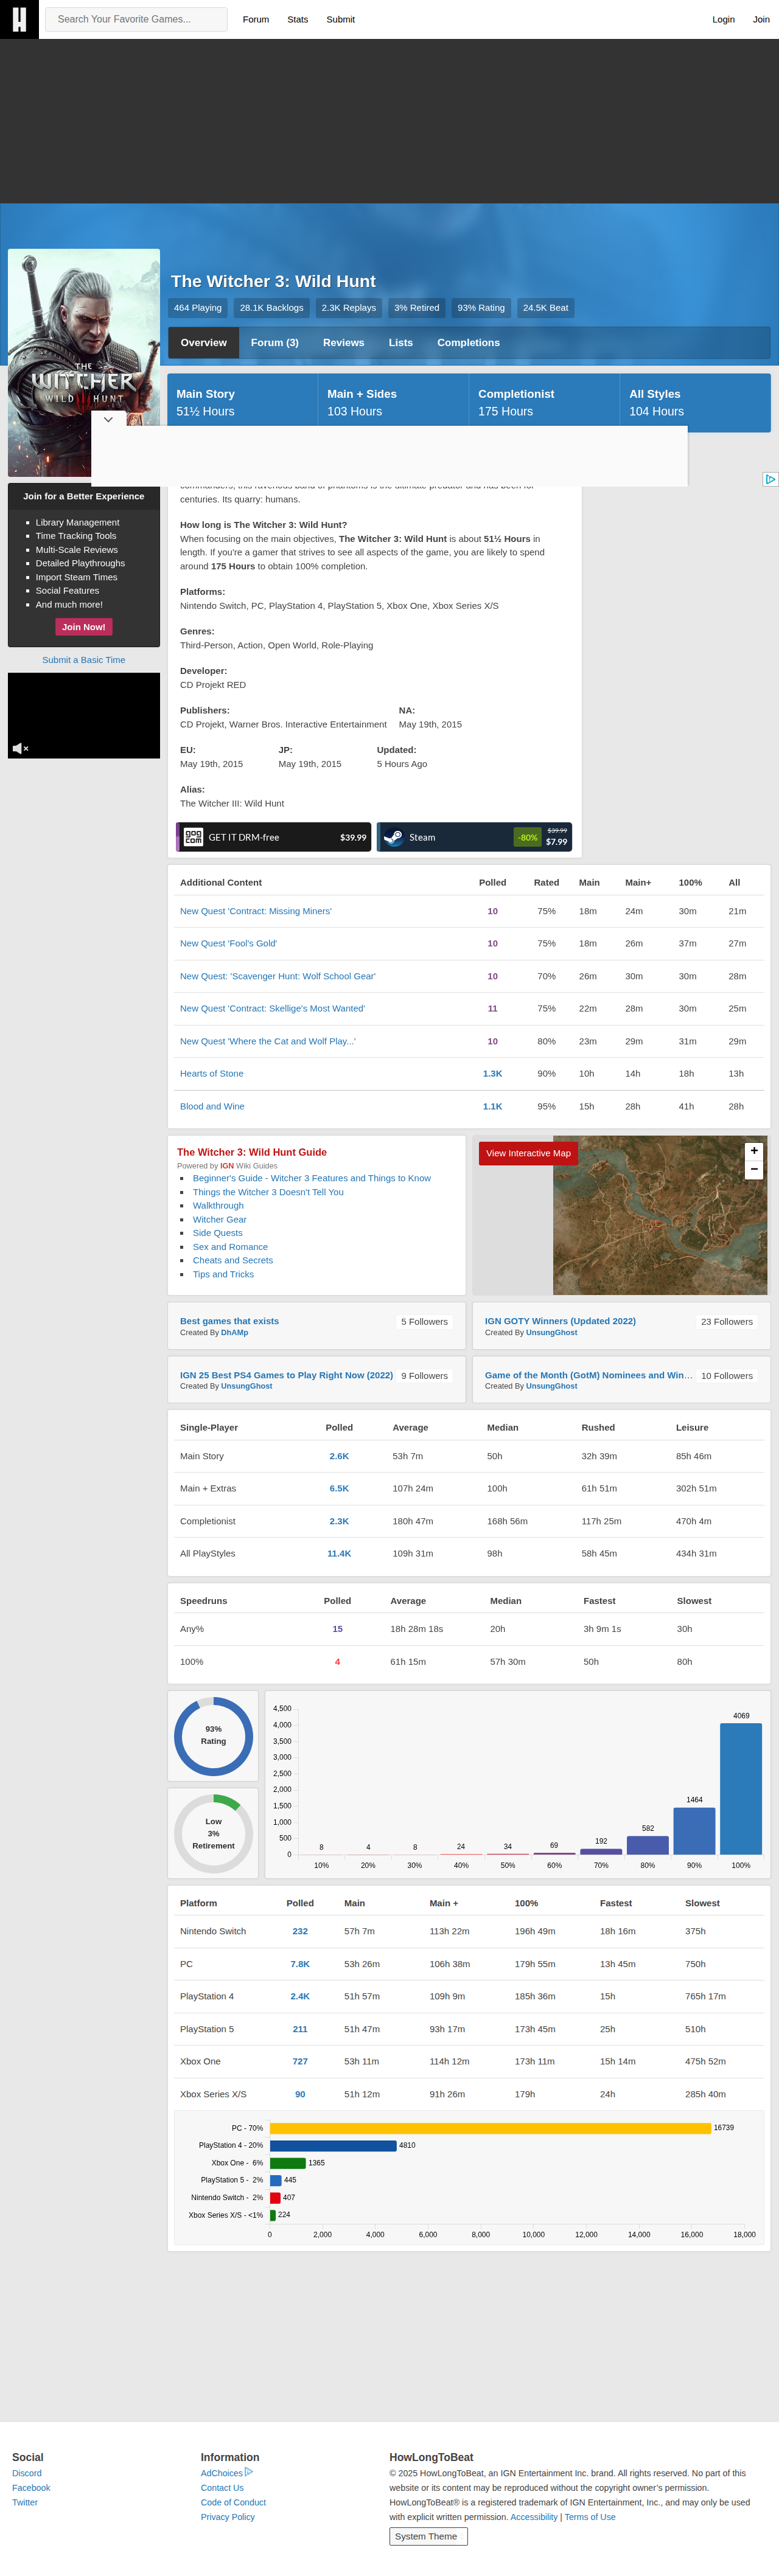 Search Your Favorite Games...
Forum
Stats
Submit
Login
Join
The Witcher 3: Wild Hunt
464 Playing
28.1K Backlogs
2.3K Replays
3% Retired
93% Rating
24.5K Beat
THE WITCHER
WILD HUNT
Overview
Forum (3)
Reviews
Lists
Completions
Main Story
51½ Hours
Main + Sides
103 Hours
Completionist
175 Hours
All Styles
104 Hours
Join for a Better Experience
Library Management
Time Tracking Tools
Multi-Scale Reviews
Detailed Playthroughs
Import Steam Times
Social Features
And much more!
Join Now!
Submit a Basic Time
commanders, this ravenous band of phantoms is the ultimate predator and has been for
centuries. Its quarry: humans.
How long is The Witcher 3: Wild Hunt?
When focusing on the main objectives, The Witcher 3: Wild Hunt is about 51½ Hours in
length. If you're a gamer that strives to see all aspects of the game, you are likely to spend
around 175 Hours to obtain 100% completion.
Platforms:
Nintendo Switch, PC, PlayStation 4, PlayStation 5, Xbox One, Xbox Series X/S
Genres:
Third-Person, Action, Open World, Role-Playing
Developer:
CD Projekt RED
Publishers:
CD Projekt, Warner Bros. Interactive Entertainment
NA:
May 19th, 2015
EU:
May 19th, 2015
JP:
May 19th, 2015
Updated:
5 Hours Ago
Alias:
The Witcher III: Wild Hunt
GOG COM GET IT DRM-free $39.99
Steam -80% $39.99 $7.99
Additional Content Polled Rated Main Main+ 100% All
New Quest 'Contract: Missing Miners' 10 75% 18m 24m 30m 21m
New Quest 'Fool's Gold' 10 75% 18m 26m 37m 27m
New Quest: 'Scavenger Hunt: Wolf School Gear' 10 70% 26m 30m 30m 28m
New Quest 'Contract: Skellige's Most Wanted' 11 75% 22m 28m 30m 25m
New Quest 'Where the Cat and Wolf Play...' 10 80% 23m 29m 31m 29m
Hearts of Stone 1.3K 90% 10h 14h 18h 13h
Blood and Wine 1.1K 95% 15h 28h 41h 28h
The Witcher 3: Wild Hunt Guide
Powered by IGN Wiki Guides
Beginner's Guide - Witcher 3 Features and Things to Know
Things the Witcher 3 Doesn't Tell You
Walkthrough
Witcher Gear
Side Quests
Sex and Romance
Cheats and Secrets
Tips and Tricks
View Interactive Map
+
−
Best games that exists
Created By DhAMp
5 Followers
IGN GOTY Winners (Updated 2022)
Created By UnsungGhost
23 Followers
IGN 25 Best PS4 Games to Play Right Now (2022)
Created By UnsungGhost
9 Followers
Game of the Month (GotM) Nominees and Win...
Created By UnsungGhost
10 Followers
Single-Player Polled Average Median Rushed Leisure
Main Story 2.6K 53h 7m 50h 32h 39m 85h 46m
Main + Extras 6.5K 107h 24m 100h 61h 51m 302h 51m
Completionist 2.3K 180h 47m 168h 56m 117h 25m 470h 4m
All PlayStyles 11.4K 109h 31m 98h 58h 45m 434h 31m
Speedruns Polled Average Median Fastest Slowest
Any% 15 18h 28m 18s 20h 3h 9m 1s 30h
100% 4 61h 15m 57h 30m 50h 80h
93%
Rating
Low
3%
Retirement
4,500
4,000
3,500
3,000
2,500
2,000
1,500
1,000
500
0
8 4 8 24 34 69 192 582 1464 4069
10% 20% 30% 40% 50% 60% 70% 80% 90% 100%
Platform Polled Main Main + 100% Fastest Slowest
Nintendo Switch 232 57h 7m 113h 22m 196h 49m 18h 16m 375h
PC 7.8K 53h 26m 106h 38m 179h 55m 13h 45m 750h
PlayStation 4 2.4K 51h 57m 109h 9m 185h 36m 15h 765h 17m
PlayStation 5 211 51h 47m 93h 17m 173h 45m 25h 510h
Xbox One 727 53h 11m 114h 12m 173h 11m 15h 14m 475h 52m
Xbox Series X/S 90 51h 12m 91h 26m 179h 24h 285h 40m
PC - 70% 16739
PlayStation 4 - 20% 4810
Xbox One - 6% 1365
PlayStation 5 - 2% 445
Nintendo Switch - 2% 407
Xbox Series X/S - <1% 224
0 2,000 4,000 6,000 8,000 10,000 12,000 14,000 16,000 18,000
Social
Discord
Facebook
Twitter
Information
AdChoices
Contact Us
Code of Conduct
Privacy Policy
HowLongToBeat
© 2025 HowLongToBeat, an IGN Entertainment Inc. brand. All rights reserved. No part of this
website or its content may be reproduced without the copyright owner's permission.
HowLongToBeat® is a registered trademark of IGN Entertainment, Inc., and may only be used
with explicit written permission. Accessibility | Terms of Use
System Theme